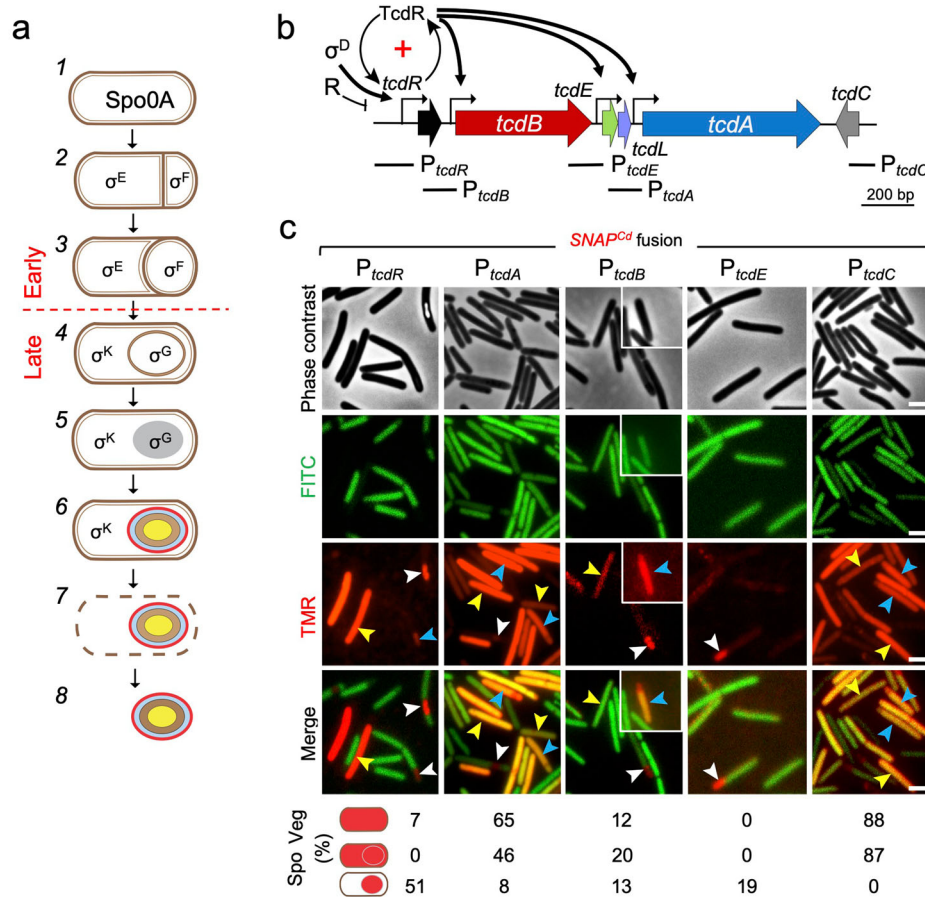 a
1
Spo0A
2
σE σF
3
σE σF
Early
Late
4
σK σG
5
σK σG
6
σK
7
8
b
TcdR
σD
+
R
tcdR
tcdE
tcdC
tcdB
tcdA
tcdL
PtcdR
PtcdE
PtcdC
PtcdB
PtcdA
200 bp
c
SNAPCd fusion
PtcdR PtcdA PtcdB PtcdE PtcdC
Phase contrast
FITC
TMR
Merge
Spo Veg
(%)
7 65 12 0 88
0 46 20 0 87
51 8 13 19 0